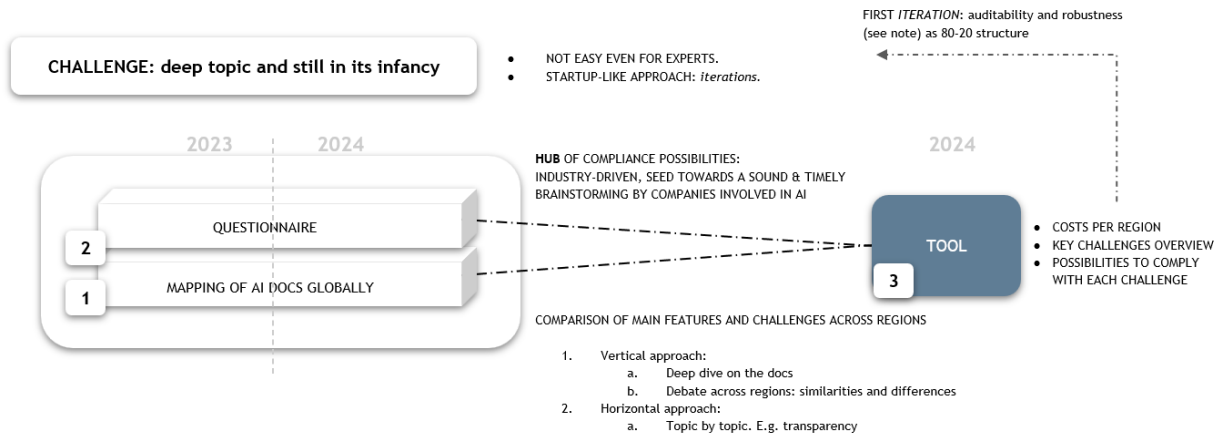 FIRST ITERATION: auditability and robustness
(see note) as 80-20 structure
CHALLENGE: deep topic and still in its infancy
● NOT EASY EVEN FOR EXPERTS.
● STARTUP-LIKE APPROACH: iterations.
2023
2024
2024
HUB OF COMPLIANCE POSSIBILITIES:
INDUSTRY-DRIVEN, SEED TOWARDS A SOUND & TIMELY
BRAINSTORMING BY COMPANIES INVOLVED IN AI
QUESTIONNAIRE
2
MAPPING OF AI DOCS GLOBALLY
1
TOOL
3
● COSTS PER REGION
● KEY CHALLENGES OVERVIEW
● POSSIBILITIES TO COMPLY
WITH EACH CHALLENGE
COMPARISON OF MAIN FEATURES AND CHALLENGES ACROSS REGIONS
1. Vertical approach:
a. Deep dive on the docs
b. Debate across regions: similarities and differences
2. Horizontal approach:
a. Topic by topic. E.g. transparency